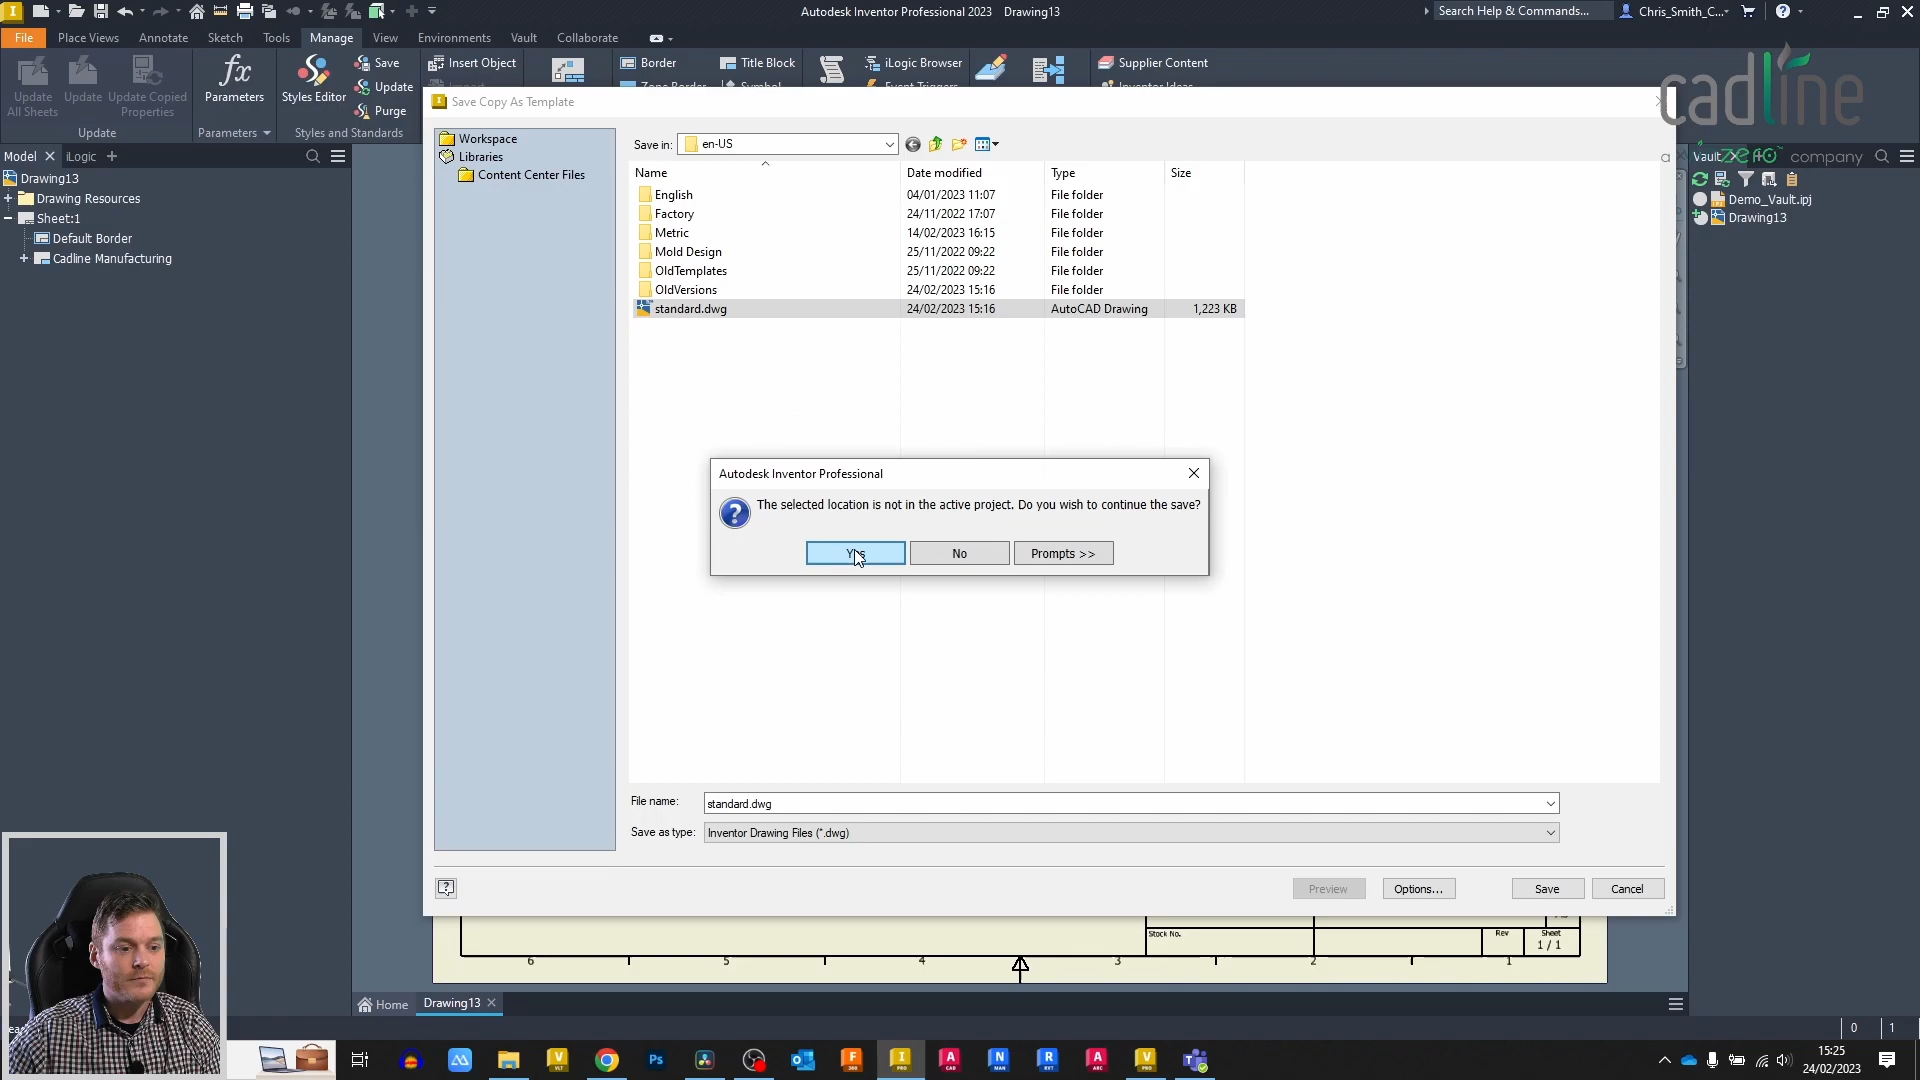 Autodesk Inventor Professional 2023 Drawing13
Search Help & Commands...
Chris_Smith_C...
File Place Views Annotate Sketch Tools Manage View Environments Vault Collaborate
Update All Sheets
Update
Update Copied Properties
Update
fx
Parameters
Parameters
Styles Editor
Save
Update
Purge
Styles and Standards
Insert Object
Border
Title Block
iLogic Browser
Supplier Content
Zone Border
Symbol
Event Triggers
Inventor Ideas
cadline
zero company
Model iLogic
Drawing13
Drawing Resources
Sheet:1
Default Border
Cadline Manufacturing
Vault
Demo_Vault.ipj
Drawing13
Save Copy As Template
Workspace
Libraries
Content Center Files
Save in: en-US
Name Date modified Type Size
English 04/01/2023 11:07 File folder
Factory 24/11/2022 17:07 File folder
Metric 14/02/2023 16:15 File folder
Mold Design 25/11/2022 09:22 File folder
OldTemplates 25/11/2022 09:22 File folder
OldVersions 24/02/2023 15:16 File folder
standard.dwg 24/02/2023 15:16 AutoCAD Drawing 1,223 KB
Autodesk Inventor Professional
The selected location is not in the active project. Do you wish to continue the save?
Yes No Prompts >>
File name: standard.dwg
Save as type: Inventor Drawing Files (*.dwg)
Preview Options... Save Cancel
Stock No. Rev Sheet
1 / 1
6 5 4 3 2 1
Home Drawing13
0 1
15:25
24/02/2023